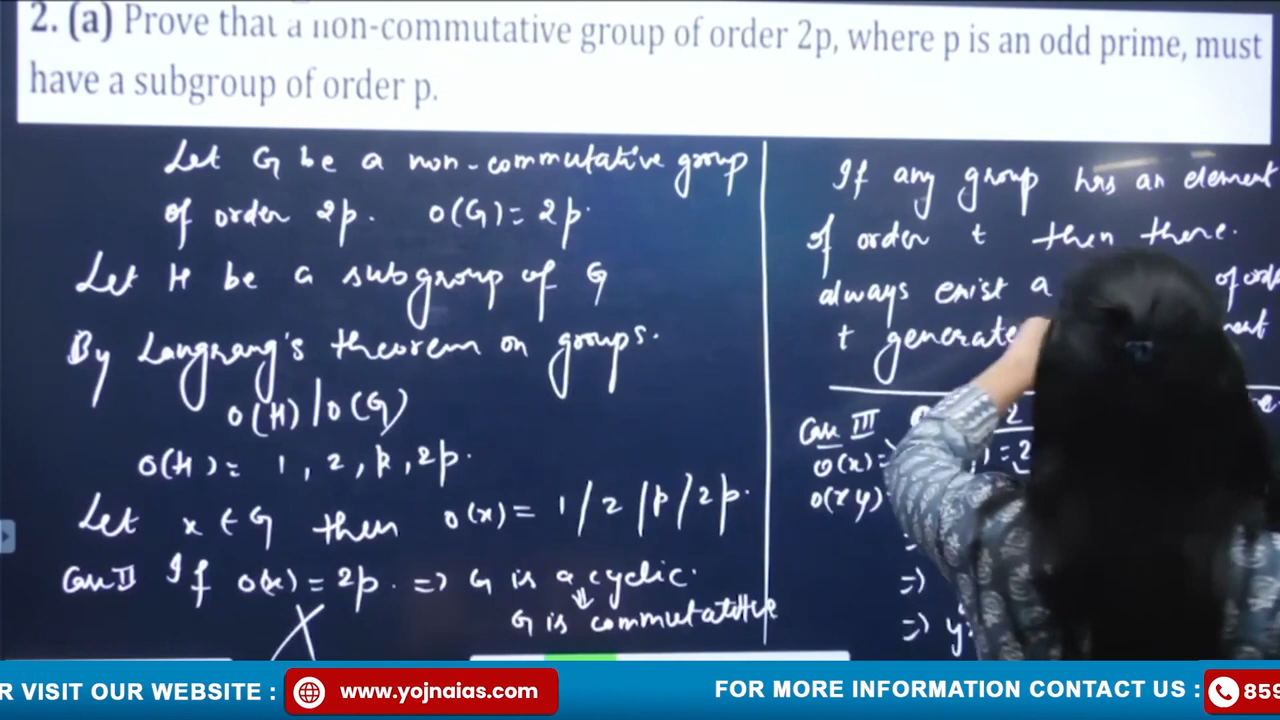 2. (a) Prove that a non-commutative group of order 2p, where p is an odd prime, must
have a subgroup of order p.
Let G be a non-commutative group
of order 2p. O(G) = 2p.
Let H be a subgroup of G
By Langrang's theorem on groups.
O(H) / O(G)
O(H) = 1, 2, p, 2p.
Let x ∈ G then O(x) = 1 / 2 / p / 2p.
Case II If O(x) = 2p. => G is a cyclic.
G is commutative
If any group has an element
of order t then there.
always exist a of
t generate
Case III 2
O(x) = = 2
O(xy)
=>
=> y
R VISIT OUR WEBSITE : www.yojnaias.com FOR MORE INFORMATION CONTACT US : 859